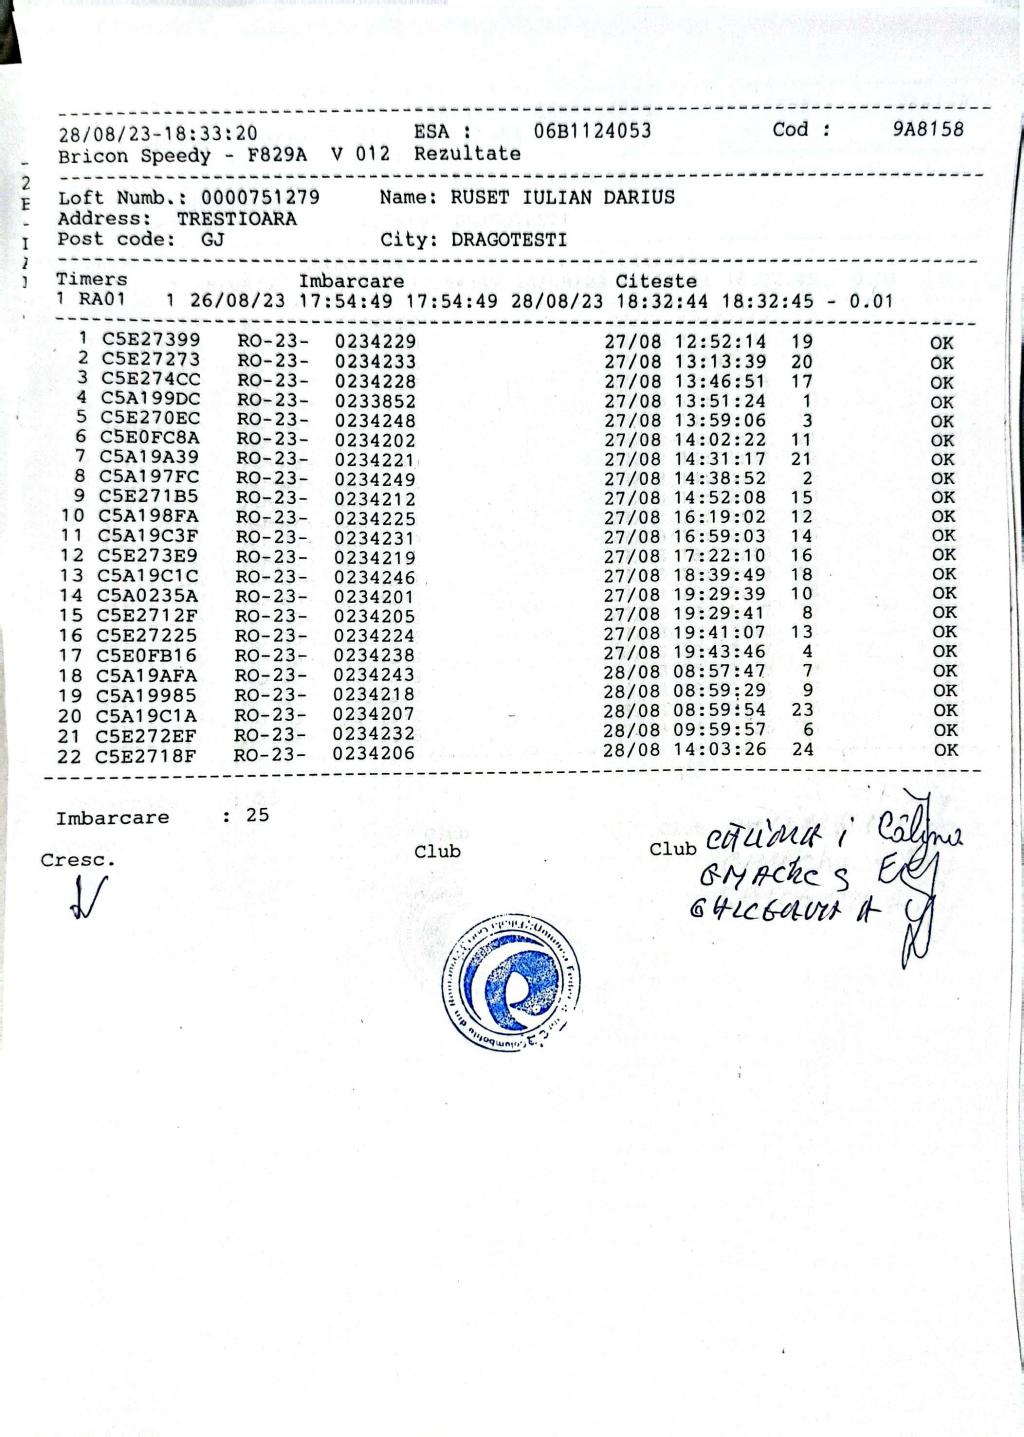 28/08/23-18:33:20 ESA : 06B1124053 Cod : 9A8158
Bricon Speedy - F829A V 012 Rezultate
Loft Numb.: 0000751279 Name: RUSET IULIAN DARIUS
Address: TRESTIOARA
Post code: GJ City: DRAGOTESTI
Timers Imbarcare Citeste
1 RA01 1 26/08/23 17:54:49 17:54:49 28/08/23 18:32:44 18:32:45 - 0.01
1 C5E27399 RO-23- 0234229 27/08 12:52:14 19 OK
2 C5E27273 RO-23- 0234233 27/08 13:13:39 20 OK
3 C5E274CC RO-23- 0234228 27/08 13:46:51 17 OK
4 C5A199DC RO-23- 0233852 27/08 13:51:24 1 OK
5 C5E270EC RO-23- 0234248 27/08 13:59:06 3 OK
6 C5E0FC8A RO-23- 0234202 27/08 14:02:22 11 OK
7 C5A19A39 RO-23- 0234221 27/08 14:31:17 21 OK
8 C5A197FC RO-23- 0234249 27/08 14:38:52 2 OK
9 C5E271B5 RO-23- 0234212 27/08 14:52:08 15 OK
10 C5A198FA RO-23- 0234225 27/08 16:19:02 12 OK
11 C5A19C3F RO-23- 0234231 27/08 16:59:03 14 OK
12 C5E273E9 RO-23- 0234219 27/08 17:22:10 16 OK
13 C5A19C1C RO-23- 0234246 27/08 18:39:49 18 OK
14 C5A0235A RO-23- 0234201 27/08 19:29:39 10 OK
15 C5E2712F RO-23- 0234205 27/08 19:29:41 8 OK
16 C5E27225 RO-23- 0234224 27/08 19:41:07 13 OK
17 C5E0FB16 RO-23- 0234238 27/08 19:43:46 4 OK
18 C5A19AFA RO-23- 0234243 28/08 08:57:47 7 OK
19 C5A19985 RO-23- 0234218 28/08 08:59:29 9 OK
20 C5A19C1A RO-23- 0234207 28/08 08:59:54 23 OK
21 C5E272EF RO-23- 0234232 28/08 09:59:57 6 OK
22 C5E2718F RO-23- 0234206 28/08 14:03:26 24 OK
Imbarcare : 25
Cresc. Club Club